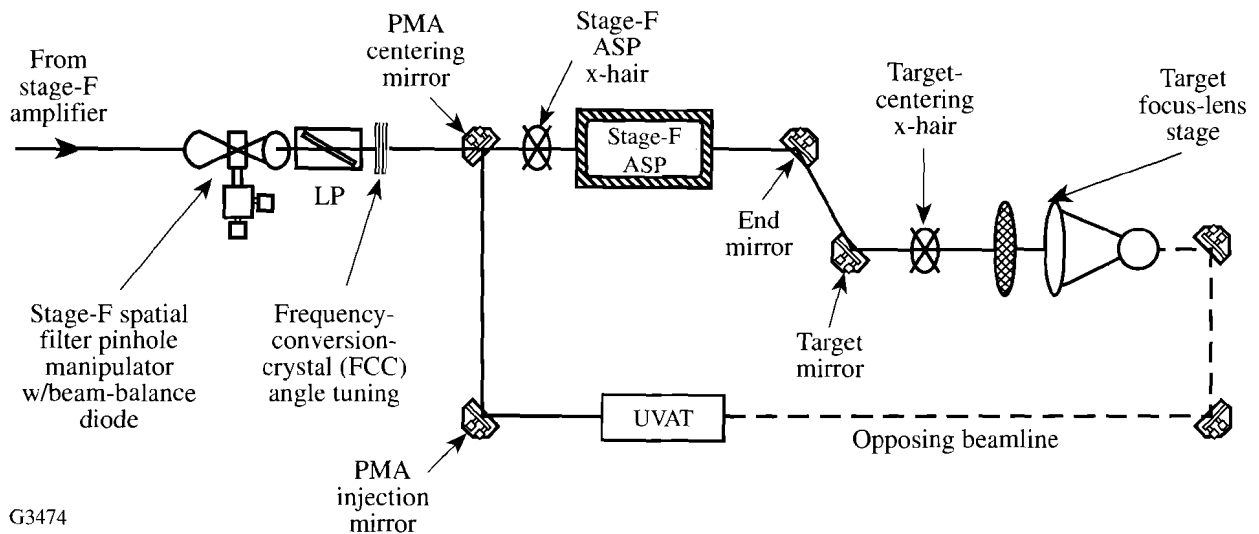 From
stage-F
amplifier
PMA
centering
mirror
Stage-F
ASP
x-hair
Target-
centering
x-hair
Target
focus-lens
stage
Stage-F
ASP
LP
End
mirror
Stage-F spatial
filter pinhole
manipulator
w/beam-balance
diode
Frequency-
conversion-
crystal (FCC)
angle tuning
Target
mirror
UVAT
Opposing beamline
PMA
injection
mirror
G3474